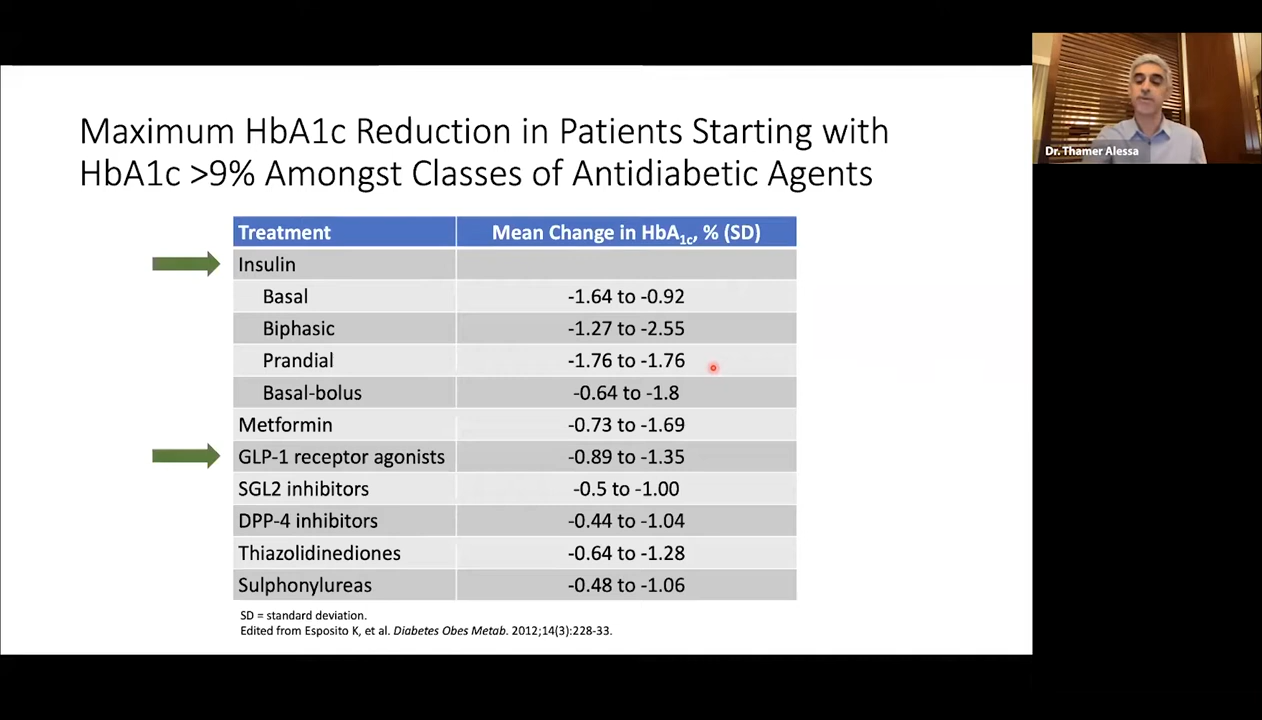 Dr. Thamer Alessa
Maximum HbA1c Reduction in Patients Starting with
HbA1c >9% Amongst Classes of Antidiabetic Agents
Treatment Mean Change in HbA1c, % (SD)
Insulin
Basal -1.64 to -0.92
Biphasic -1.27 to -2.55
Prandial -1.76 to -1.76
Basal-bolus -0.64 to -1.8
Metformin -0.73 to -1.69
GLP-1 receptor agonists -0.89 to -1.35
SGL2 inhibitors -0.5 to -1.00
DPP-4 inhibitors -0.44 to -1.04
Thiazolidinediones -0.64 to -1.28
Sulphonylureas -0.48 to -1.06
SD = standard deviation.
Edited from Esposito K, et al. Diabetes Obes Metab. 2012;14(3):228-33.